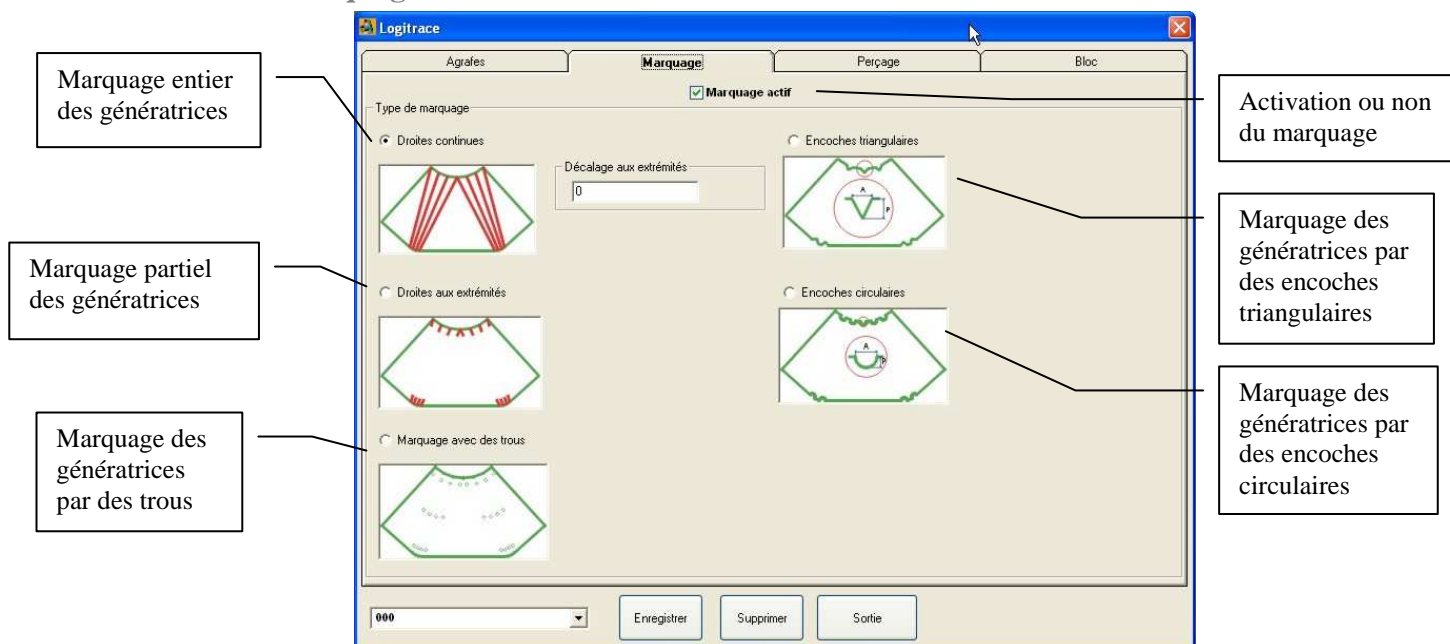 Logitrace
Agrafes
Marquage
Perçage
Bloc
Marquage actif
Type de marquage
Droites continues
Décalage aux extrémités
0
Encoches triangulaires
A
P
Droites aux extrémités
Encoches circulaires
A
P
Marquage avec des trous
000
Enregistrer
Supprimer
Sortie
Marquage entier
des génératrices
Marquage partiel
des génératrices
Marquage des
génératrices
par des trous
Activation ou non
du marquage
Marquage des
génératrices par
des encoches
triangulaires
Marquage des
génératrices par
des encoches
circulaires